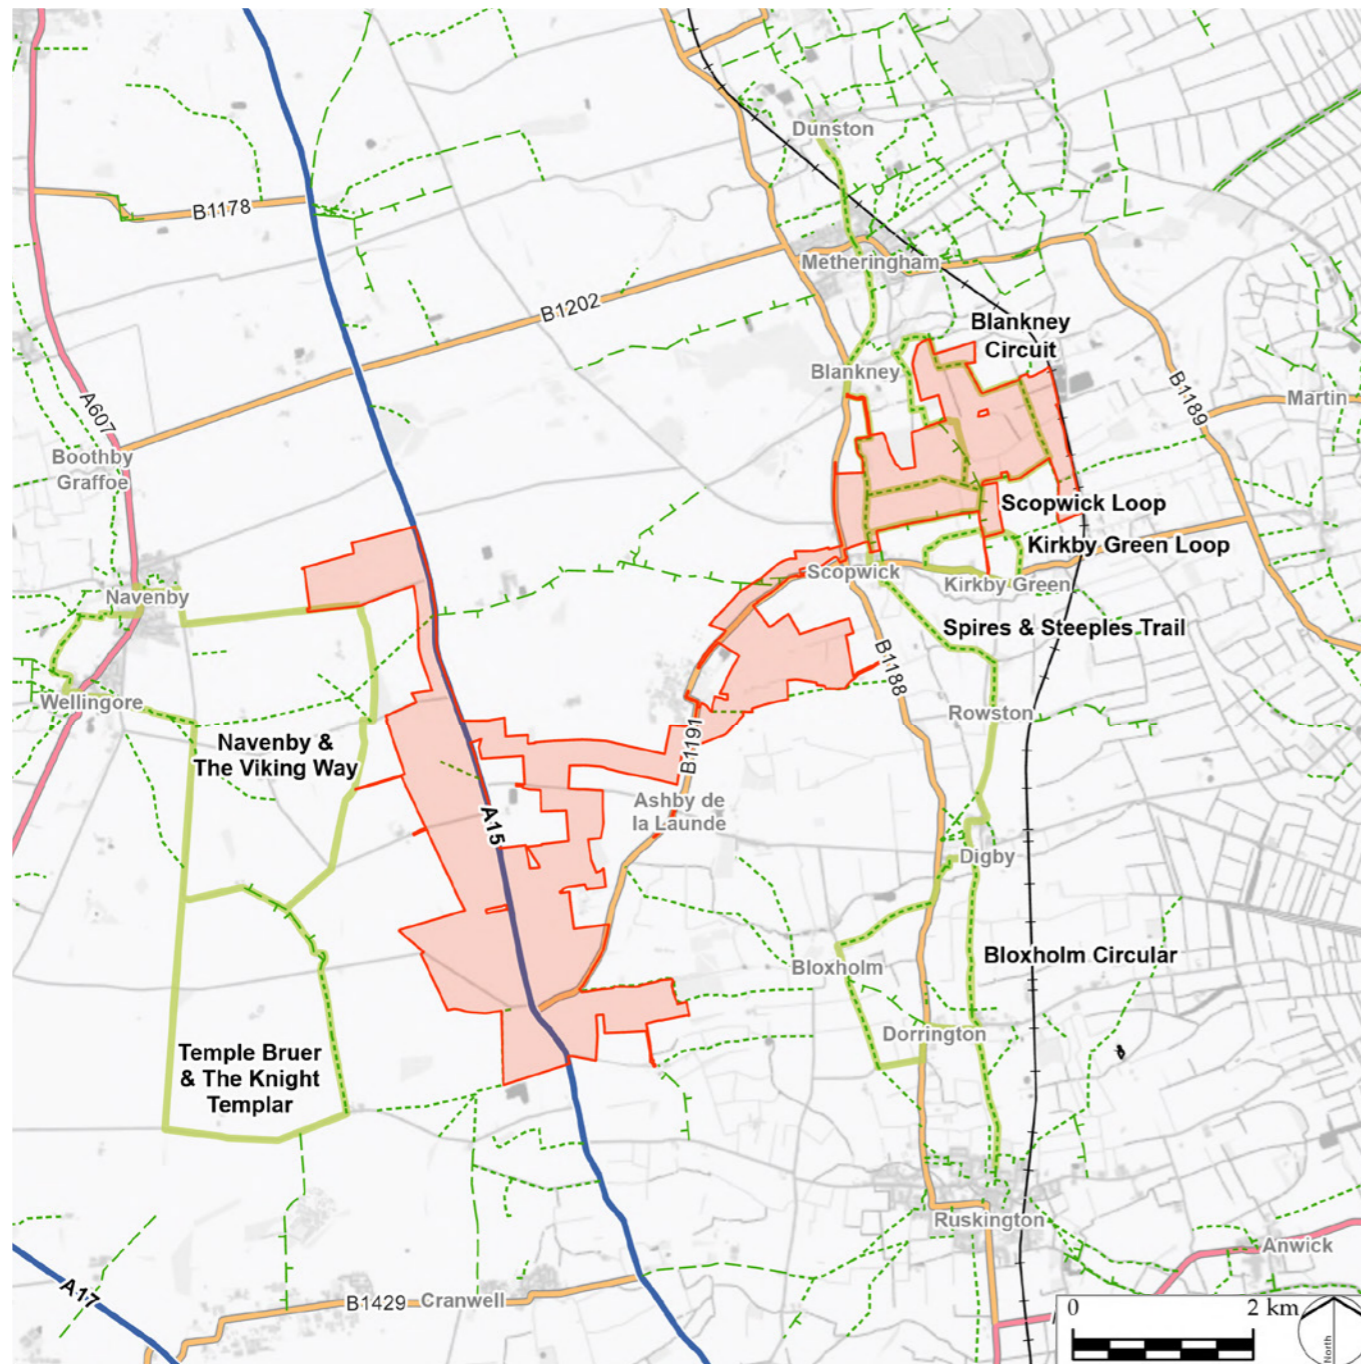 Dunston
B1178
Metheringham
B1202
Blankney
Circuit
Blankney
B1189
Martin
A607
Boothby
Graffoe
Scopwick Loop
Kirkby Green Loop
Scopwick
Kirkby Green
Navenby
Spires & Steeples Trail
B1188
Wellingore
Rowston
Navenby &
The Viking Way
B1191
Ashby de
la Launde
A15
Digby
Bloxholm Circular
Bloxholm
Dorrington
Temple Bruer
& The Knight
Templar
Ruskington
Anwick
A17
B1429
Cranwell
0 2 km
North